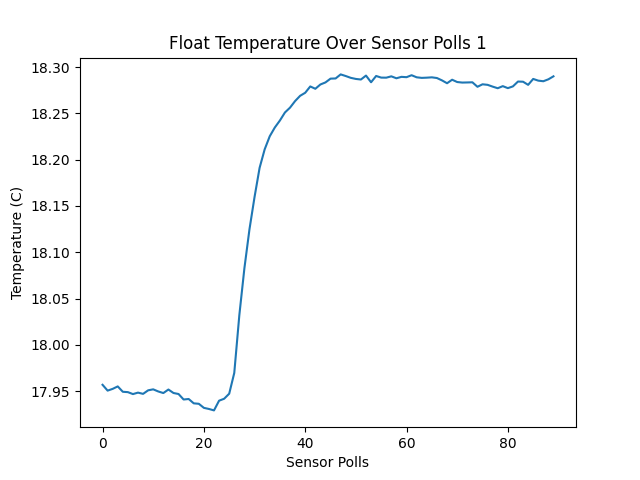 Float Temperature Over Sensor Polls 1
18.30
18.25
18.20
18.15
18.10
18.05
18.00
17.95
Temperature (C)
0 20 40 60 80
Sensor Polls